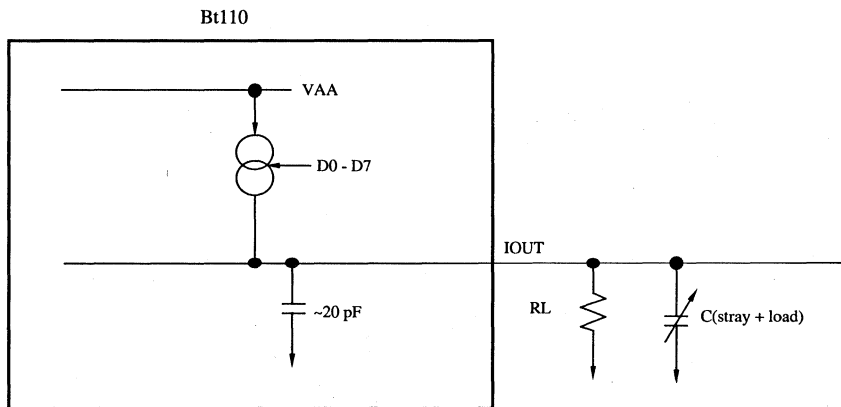 Bt110
VAA
D0 - D7
IOUT
~20 pF
RL
C(stray + load)